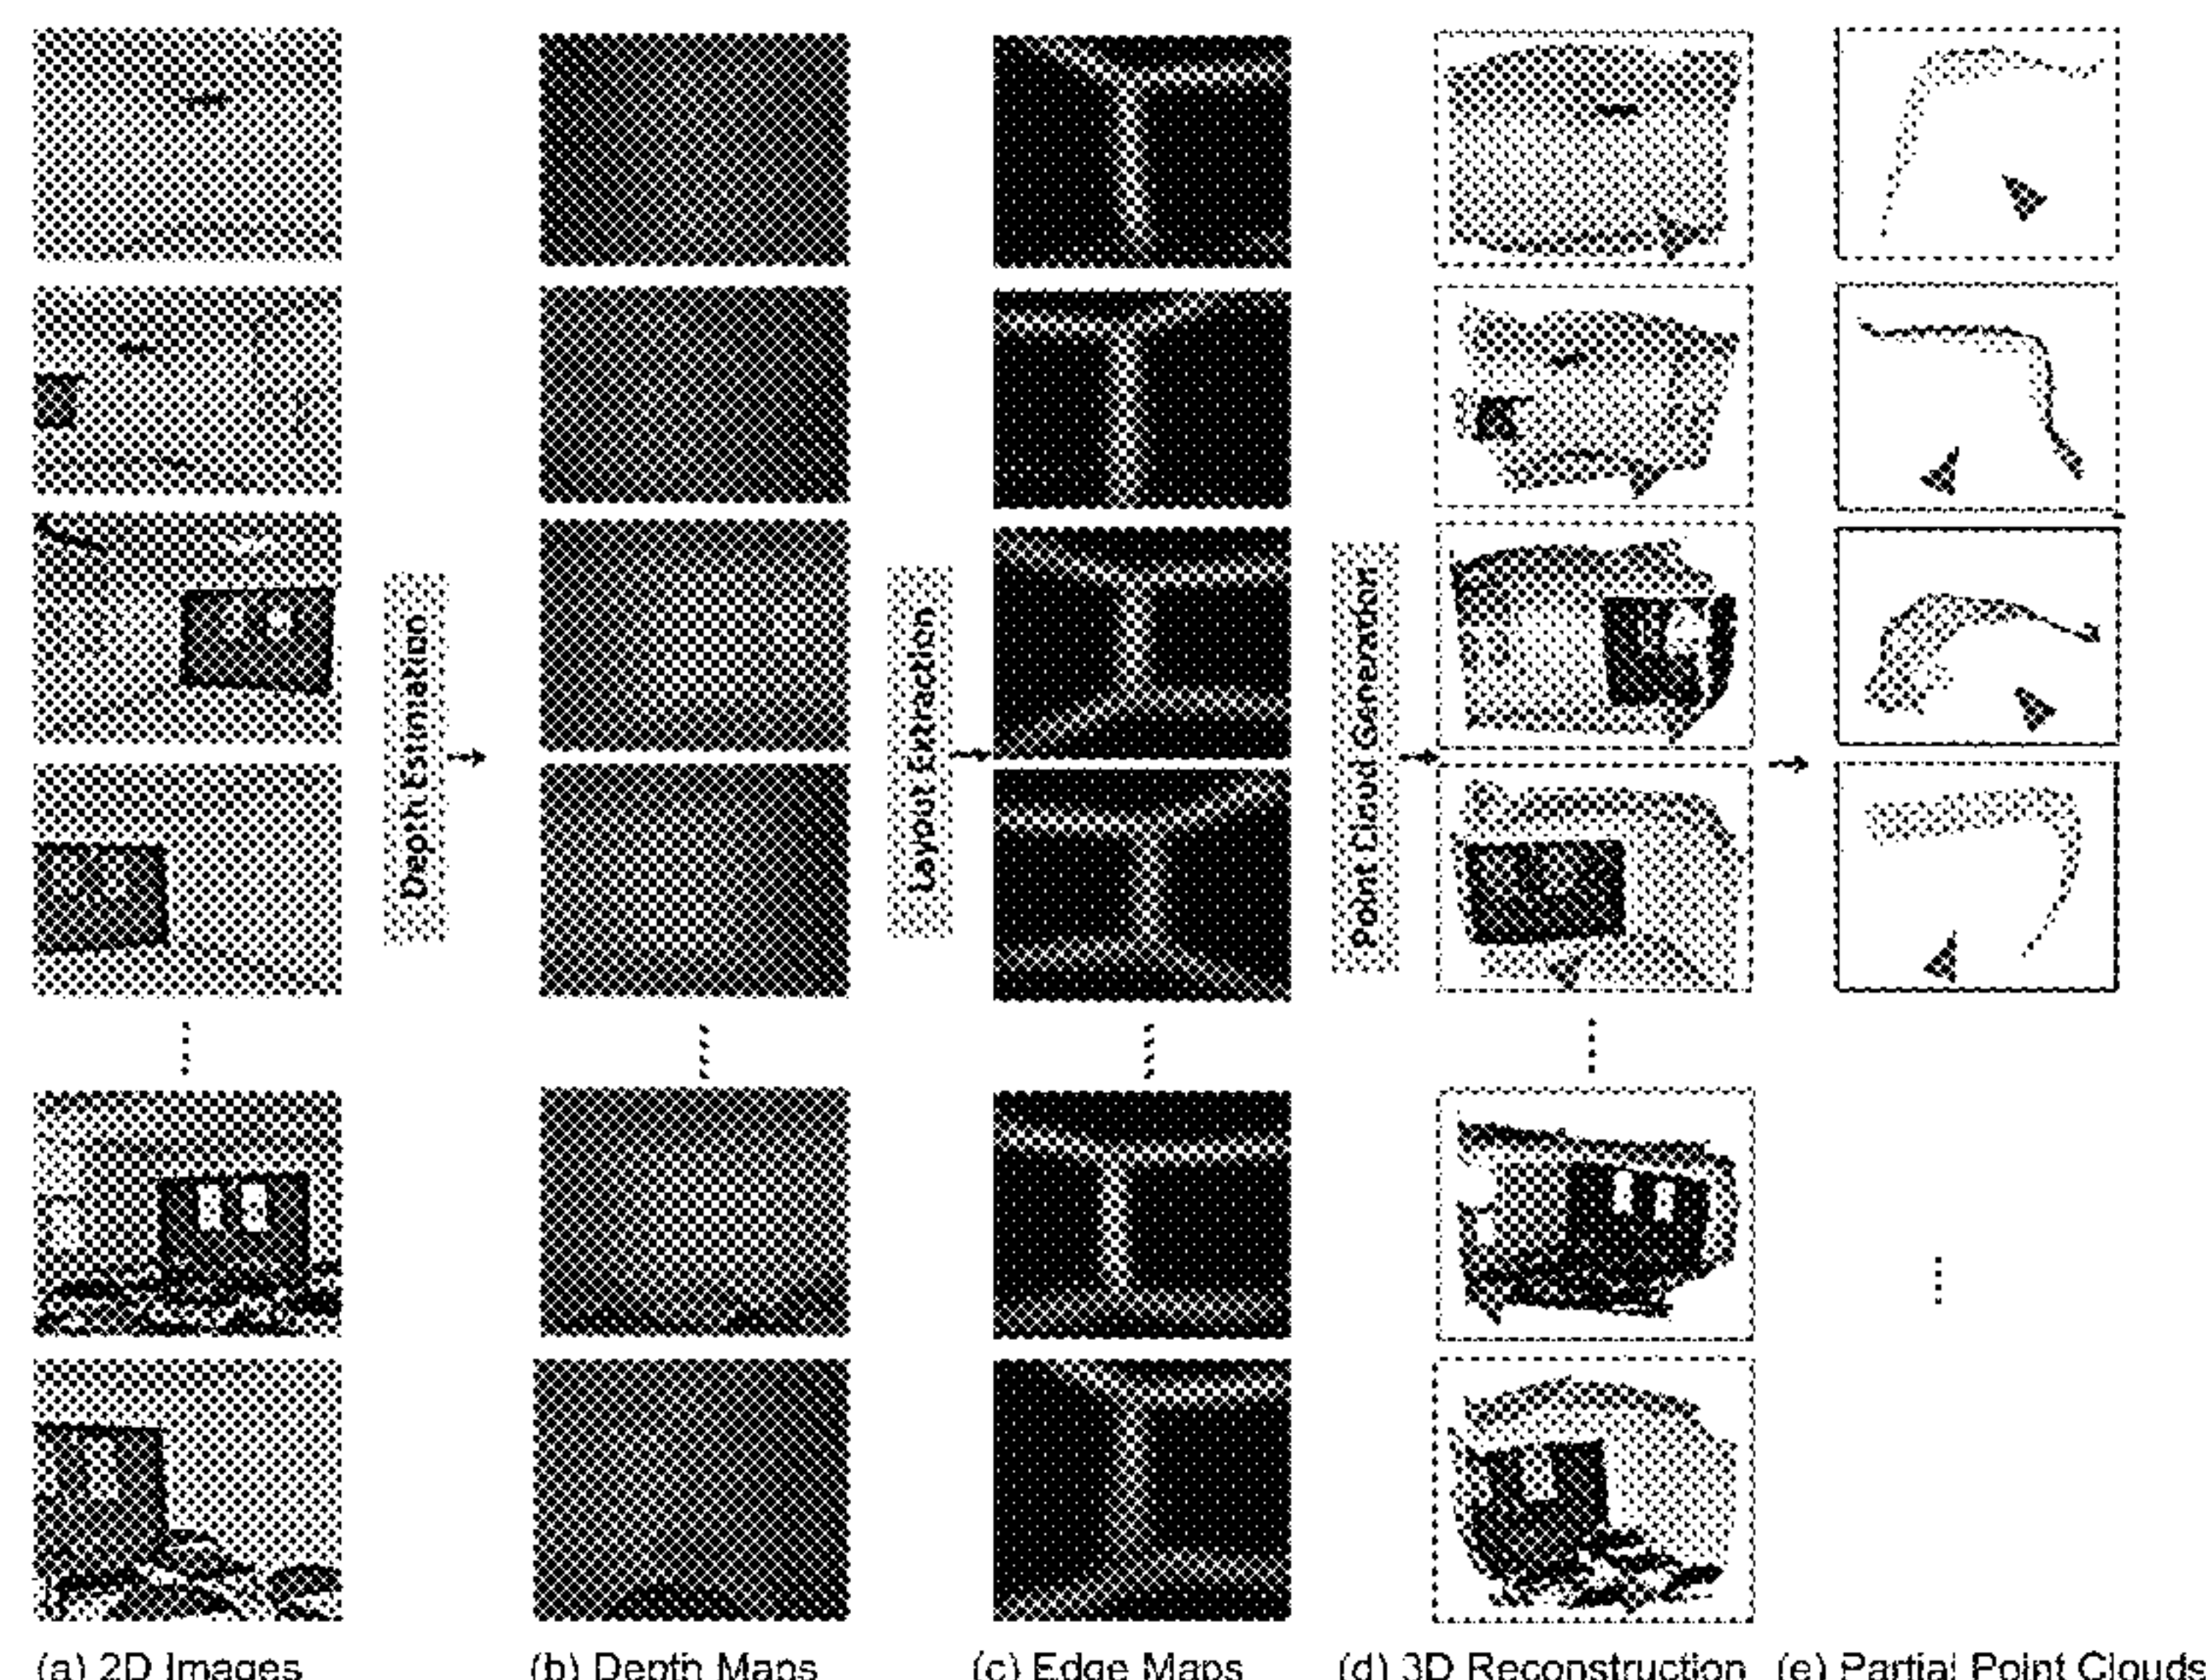 Depth Estimation
Layout Extraction
Point Cloud Generation
(a) 2D Images
(b) Depth Maps
(c) Edge Maps
(d) 3D Reconstruction
(e) Partial Point Clouds